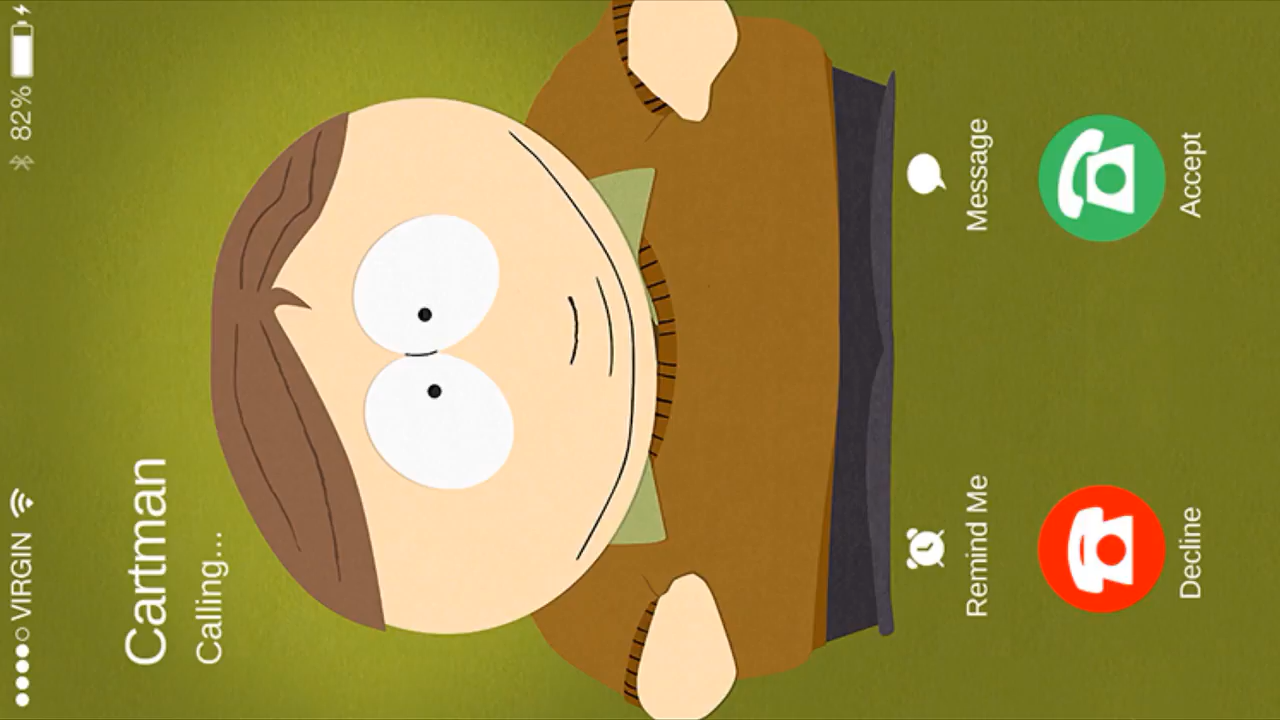 VIRGIN 82%
Cartman
Calling...
Remind Me Message
Decline Accept